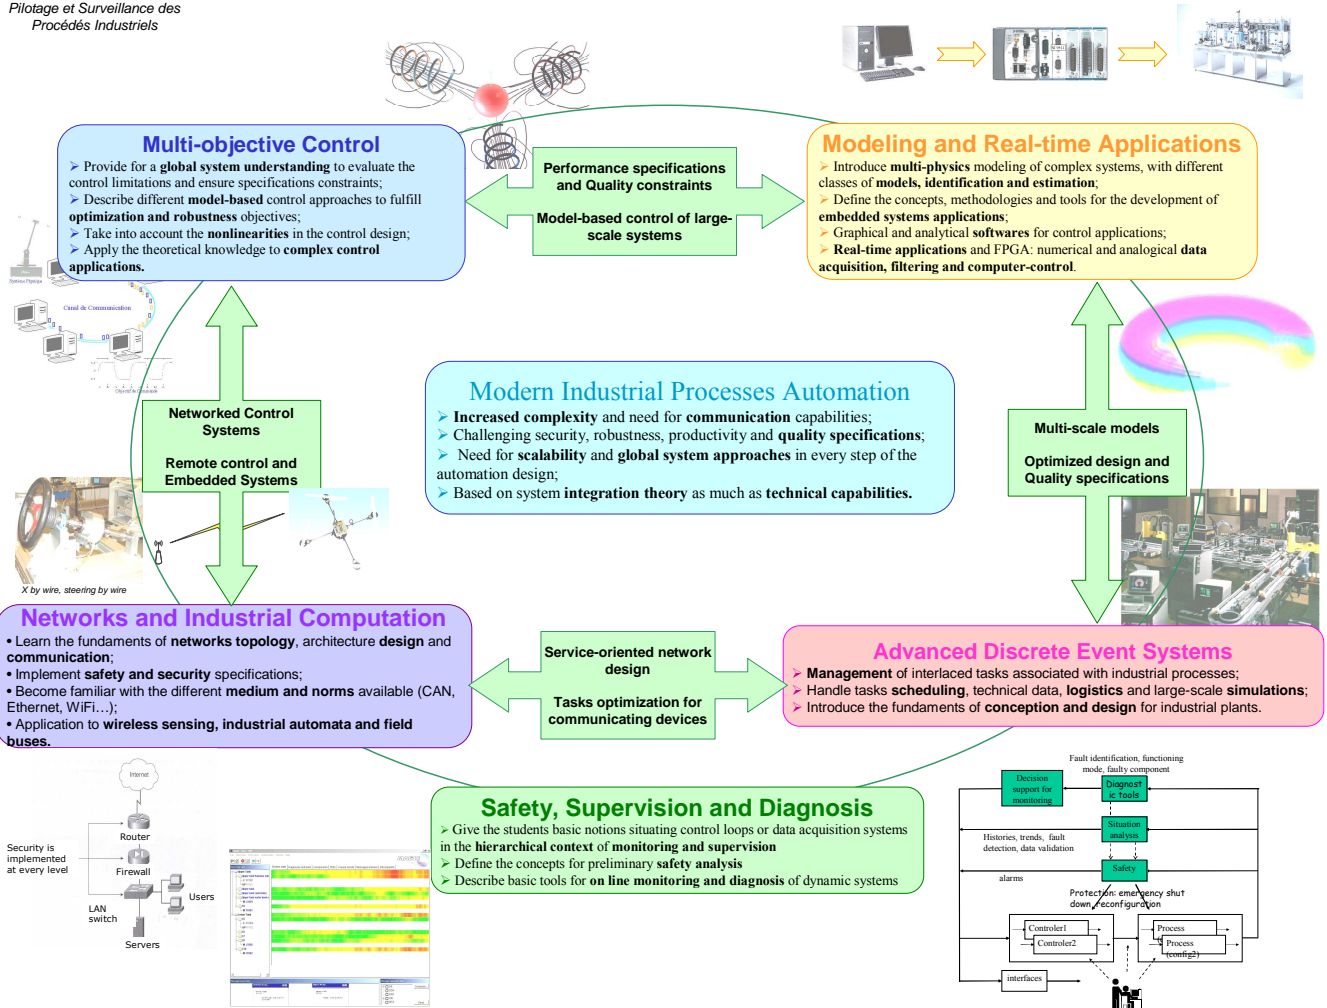 Pilotage et Surveillance des
Procédés Industriels
Multi-objective Control
➢ Provide for a global system understanding to evaluate the
control limitations and ensure specifications constraints;
➢ Describe different model-based control approaches to fulfill
optimization and robustness objectives;
➢ Take into account the nonlinearities in the control design;
➢ Apply the theoretical knowledge to complex control
applications.
Performance specifications
and Quality constraints
Model-based control of large-
scale systems
Modeling and Real-time Applications
➢ Introduce multi-physics modeling of complex systems, with different
classes of models, identification and estimation;
➢ Define the concepts, methodologies and tools for the development of
embedded systems applications;
➢ Graphical and analytical softwares for control applications;
➢ Real-time applications and FPGA: numerical and analogical data
acquisition, filtering and computer-control.
Système Physique
Canal de Communication
Networked Control
Systems
Remote control and
Embedded Systems
Modern Industrial Processes Automation
➢ Increased complexity and need for communication capabilities;
➢ Challenging security, robustness, productivity and quality specifications;
➢ Need for scalability and global system approaches in every step of the
automation design;
➢ Based on system integration theory as much as technical capabilities.
Multi-scale models
Optimized design and
Quality specifications
X by wire, steering by wire
Networks and Industrial Computation
• Learn the fundaments of networks topology, architecture design and
communication;
• Implement safety and security specifications;
• Become familiar with the different medium and norms available (CAN,
Ethernet, WiFi…);
• Application to wireless sensing, industrial automata and field
buses.
Service-oriented network
design
Tasks optimization for
communicating devices
Advanced Discrete Event Systems
➢ Management of interlaced tasks associated with industrial processes;
➢ Handle tasks scheduling, technical data, logistics and large-scale simulations;
➢ Introduce the fundaments of conception and design for industrial plants.
Internet
Router
Security is
implemented
at every level
Firewall
Users
LAN
switch
Servers
Safety, Supervision and Diagnosis
➢ Give the students basic notions situating control loops or data acquisition systems
in the hierarchical context of monitoring and supervision
➢ Define the concepts for preliminary safety analysis
➢ Describe basic tools for on line monitoring and diagnosis of dynamic systems
Fault identification, functioning
mode, faulty component
Decision
support for
monitoring
Diagnost
ic tools
Situation
analysis
Histories, trends, fault
detection, data validation
Safety
alarms
Protection: emergency shut
down, reconfiguration
Controler1
Controler2
Process
Process
(config2)
interfaces